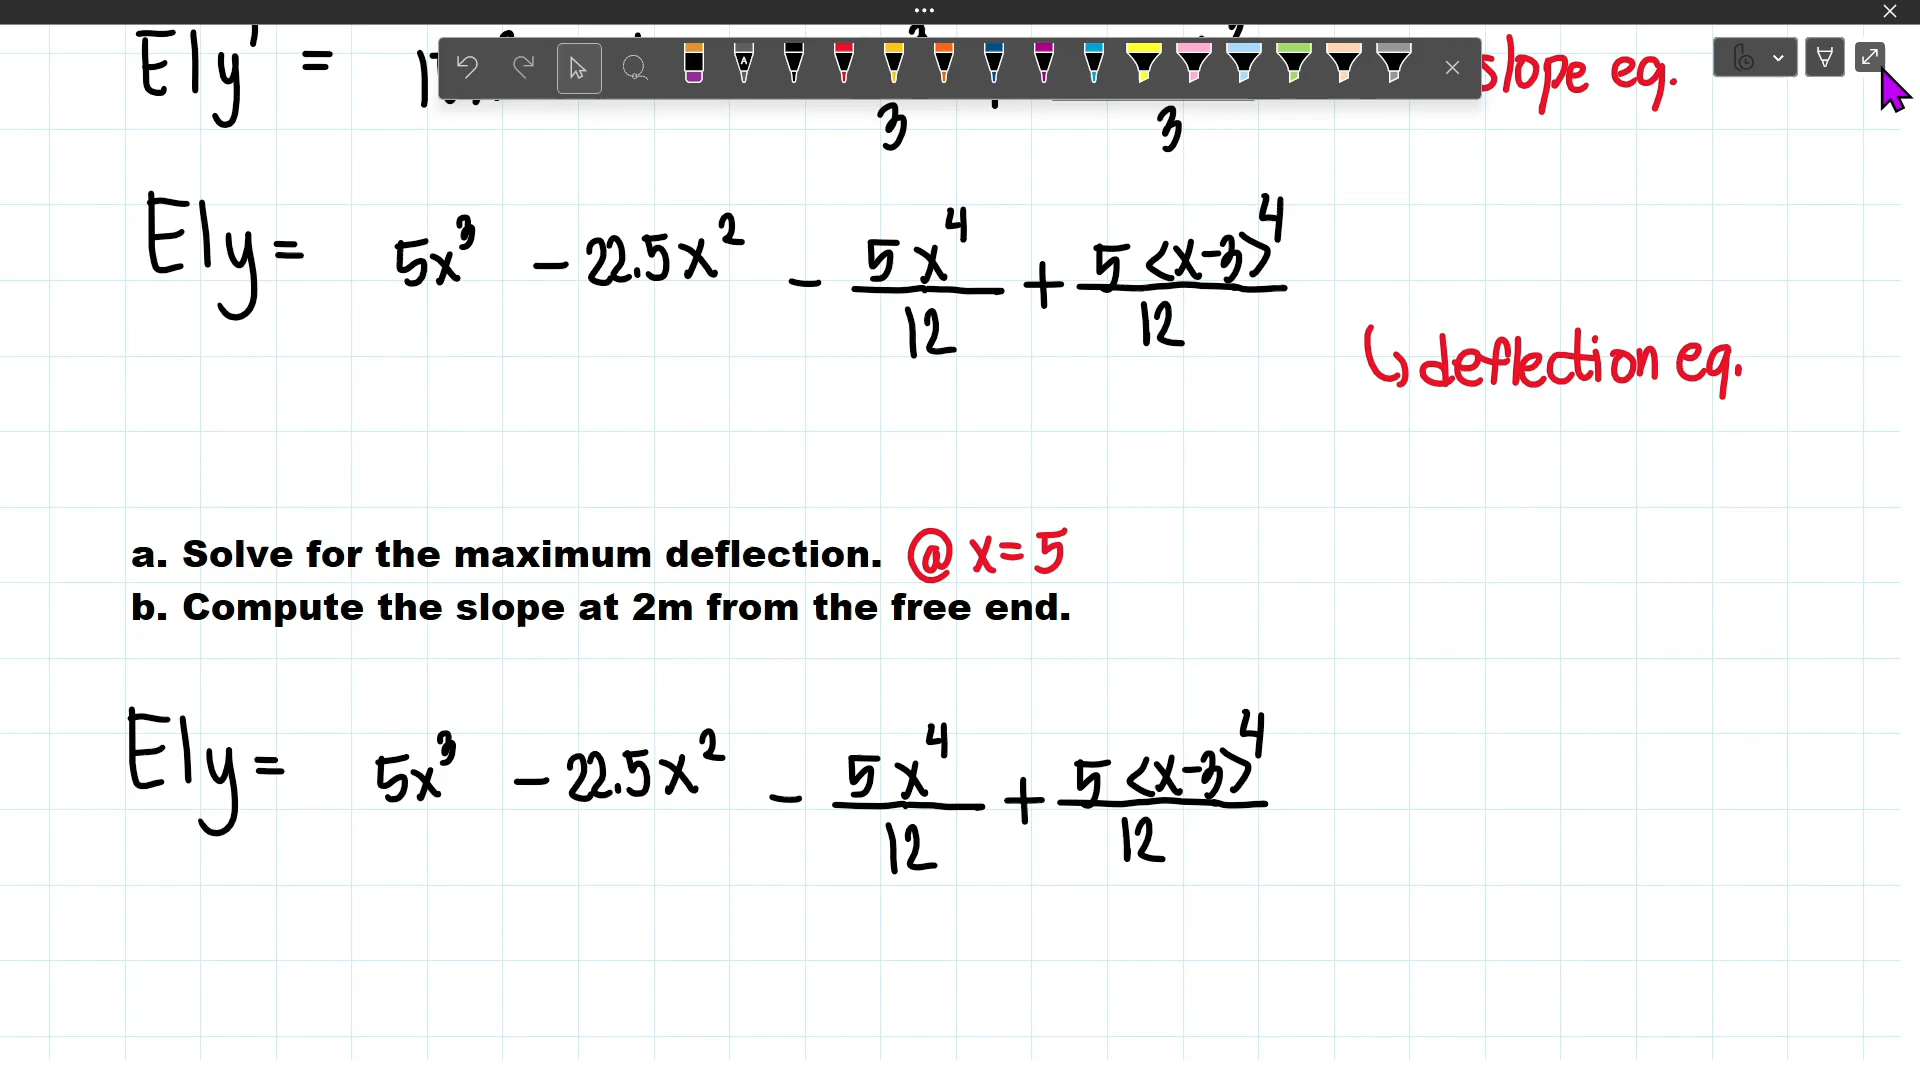 EIy' =
slope eq.
3 3
EIy = 5x³ - 22.5x² - 5x⁴/12 + 5<x-3>⁴/12
deflection eq.
a. Solve for the maximum deflection. @ x=5
b. Compute the slope at 2m from the free end.
EIy = 5x³ - 22.5x² - 5x⁴/12 + 5<x-3>⁴/12